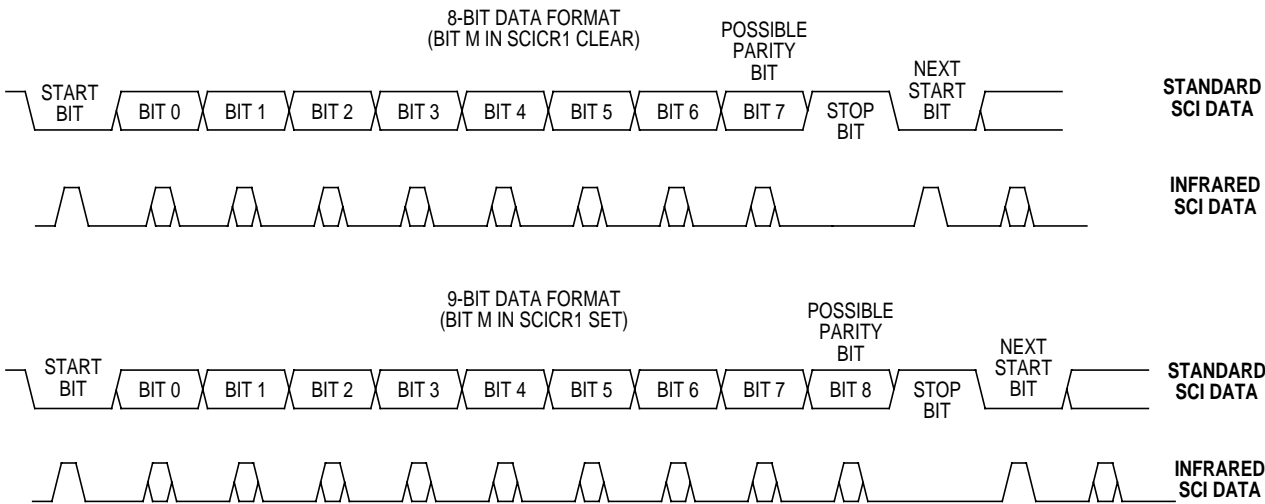 8-BIT DATA FORMAT
(BIT M IN SCICR1 CLEAR)
POSSIBLE
PARITY
BIT
NEXT
START
BIT
START
BIT
BIT 0
BIT 1
BIT 2
BIT 3
BIT 4
BIT 5
BIT 6
BIT 7
STOP
BIT
STANDARD
SCI DATA
INFRARED
SCI DATA
9-BIT DATA FORMAT
(BIT M IN SCICR1 SET)
POSSIBLE
PARITY
BIT
NEXT
START
BIT
START
BIT
BIT 0
BIT 1
BIT 2
BIT 3
BIT 4
BIT 5
BIT 6
BIT 7
BIT 8
STOP
BIT
STANDARD
SCI DATA
INFRARED
SCI DATA